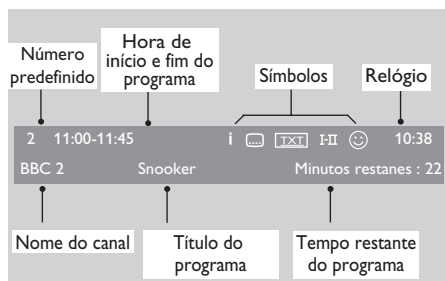 Número
predefinido
Hora de
início e fim do
programa
Símbolos
Relógio
2 11:00-11:45 i .... TXT I-II 10:38
BBC 2 Snooker Minutos restanes : 22
Nome do canal
Título do
programa
Tempo restante
do programa